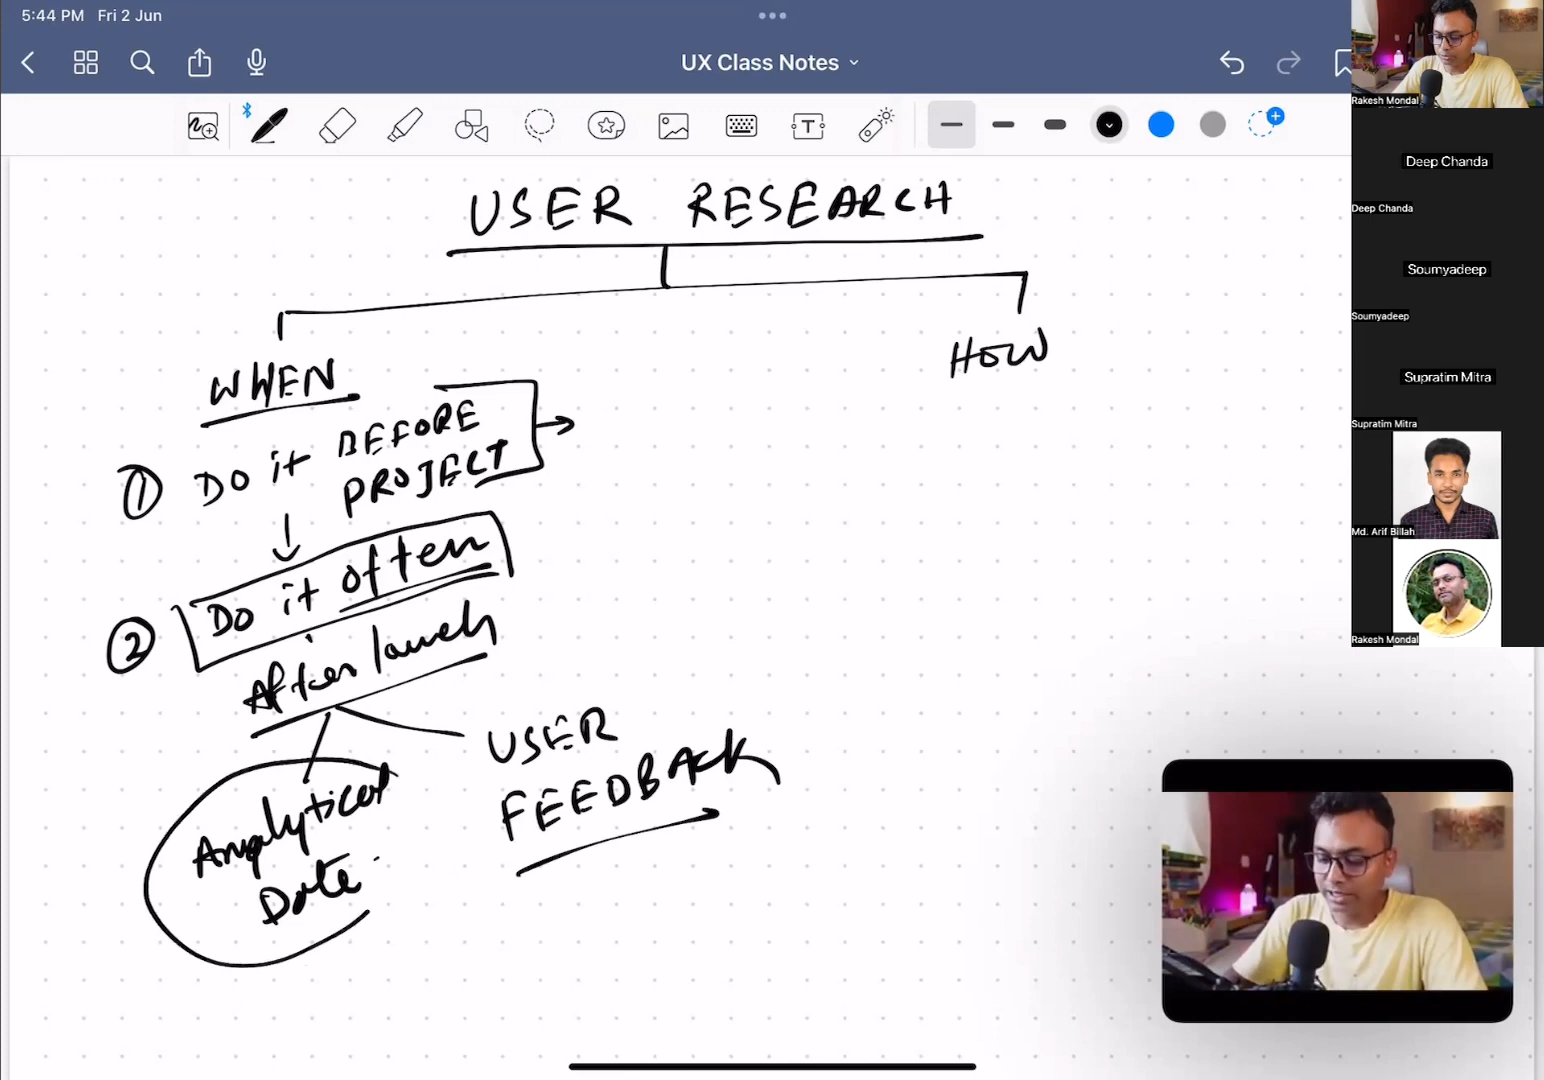 5:44 PM Fri 2 Jun
UX Class Notes
T
USER RESEARCH
WHEN
HOW
① Do it BEFORE
PROJECT
② Do it often
After launch
USER
FEEDBACK
Analytical
Data
Rakesh Mondal
Deep Chanda
Deep Chanda
Soumyadeep
Soumyadeep
Supratim Mitra
Supratim Mitra
Md. Arif Billah
Rakesh Mondal